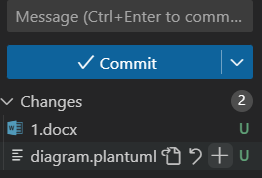 Message (Ctrl+Enter to comm...
Commit
Changes 2
1.docx U
diagram.plantuml U